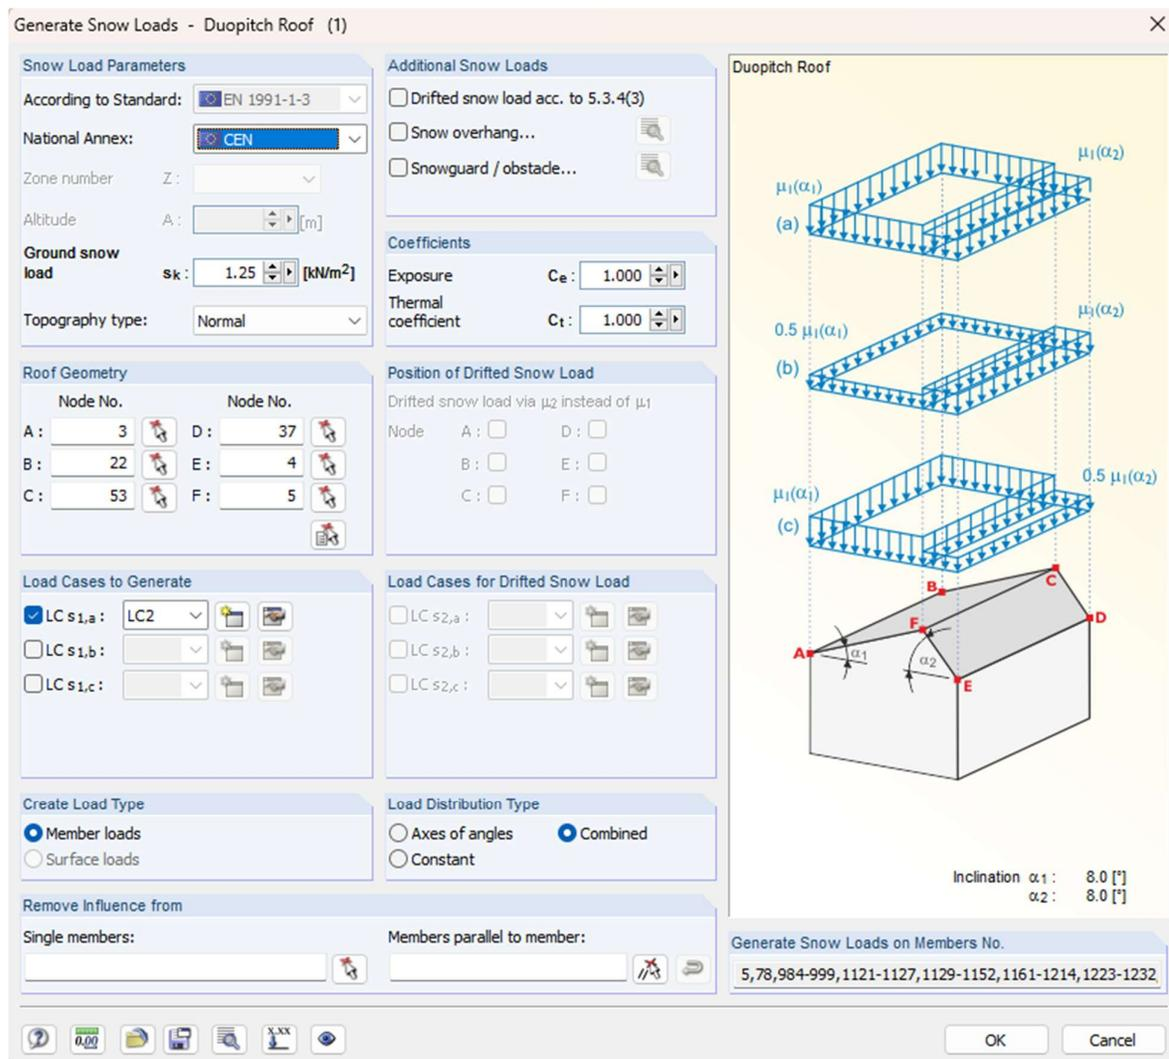 Generate Snow Loads - Duopitch Roof (1)
Snow Load Parameters
According to Standard: EN 1991-1-3
National Annex: CEN
Zone number Z :
Altitude A : [m]
Ground snow load sk : 1.25 [kN/m2]
Topography type: Normal
Additional Snow Loads
Drifted snow load acc. to 5.3.4(3)
Snow overhang...
Snowguard / obstacle...
Coefficients
Exposure Ce : 1.000
Thermal coefficient Ct : 1.000
Roof Geometry
Node No. Node No.
A : 3 D : 37
B : 22 E : 4
C : 53 F : 5
Position of Drifted Snow Load
Drifted snow load via μ2 instead of μ1
Node A : D :
B : E :
C : F :
Load Cases to Generate
LC s1,a : LC2
LC s1,b :
LC s1,c :
Load Cases for Drifted Snow Load
LC s2,a :
LC s2,b :
LC s2,c :
Create Load Type
Member loads
Surface loads
Load Distribution Type
Axes of angles Combined
Constant
Remove Influence from
Single members: Members parallel to member:
Duopitch Roof
μ1(α2)
μ1(α1)
(a)
μ1(α2)
0.5 μ1(α1)
(b)
0.5 μ1(α2)
μ1(α1)
(c)
B C
F D
A α1 α2
E
Inclination α1 : 8.0 [°]
α2 : 8.0 [°]
Generate Snow Loads on Members No.
5,78,984-999,1121-1127,1129-1152,1161-1214,1223-1232,
0.00 x.xx
OK Cancel